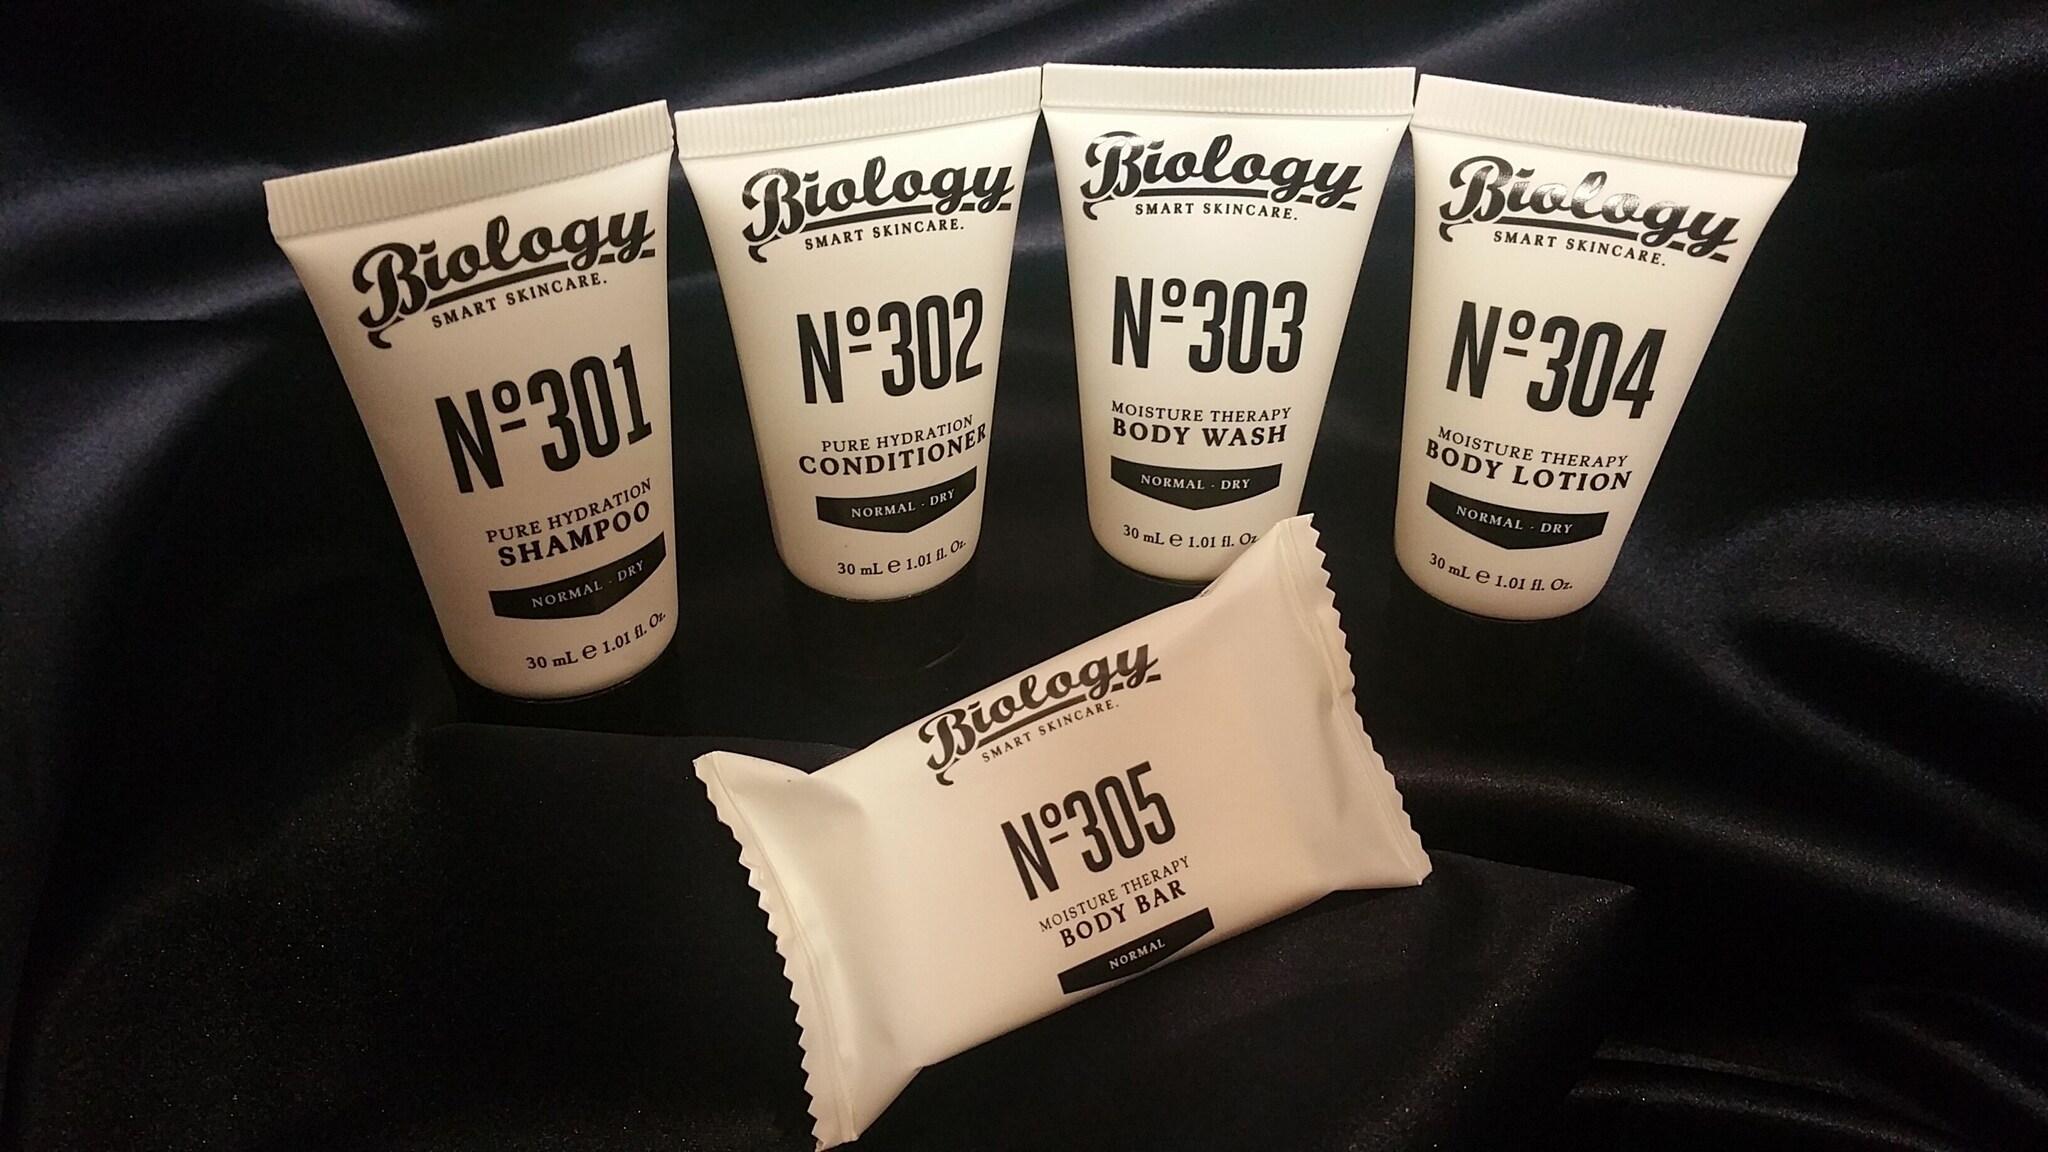 Biology
SMART SKINCARE.
Nº301
PURE HYDRATION
SHAMPOO
NORMAL · DRY
30 mL ℮ 1.01 fl. Oz.
Biology
SMART SKINCARE.
Nº302
PURE HYDRATION
CONDITIONER
NORMAL · DRY
30 mL ℮ 1.01 fl. Oz.
Biology
SMART SKINCARE.
Nº303
MOISTURE THERAPY
BODY WASH
NORMAL · DRY
30 mL ℮ 1.01 fl. Oz.
Biology
SMART SKINCARE.
Nº304
MOISTURE THERAPY
BODY LOTION
NORMAL · DRY
30 mL ℮ 1.01 fl. Oz.
Biology
SMART SKINCARE.
Nº305
MOISTURE THERAPY
BODY BAR
NORMAL